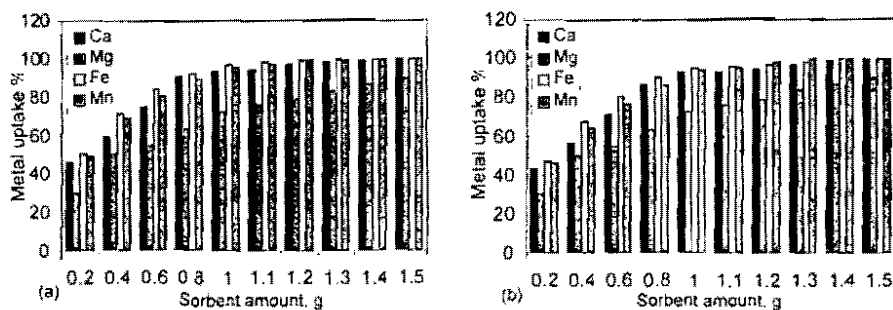 120
100
80
60
40
20
0
Metal uptake %
Ca
Mg
Fe
Mn
0.2 0.4 0.6 0.8 1 1.1 1.2 1.3 1.4 1.5
(a) Sorbent amount, g
120
100
80
60
40
20
0
Metal uptake %
Ca
Mg
Fe
Mn
0.2 0.4 0.6 0.8 1 1.1 1.2 1.3 1.4 1.5
(b) Sorbent amount, g